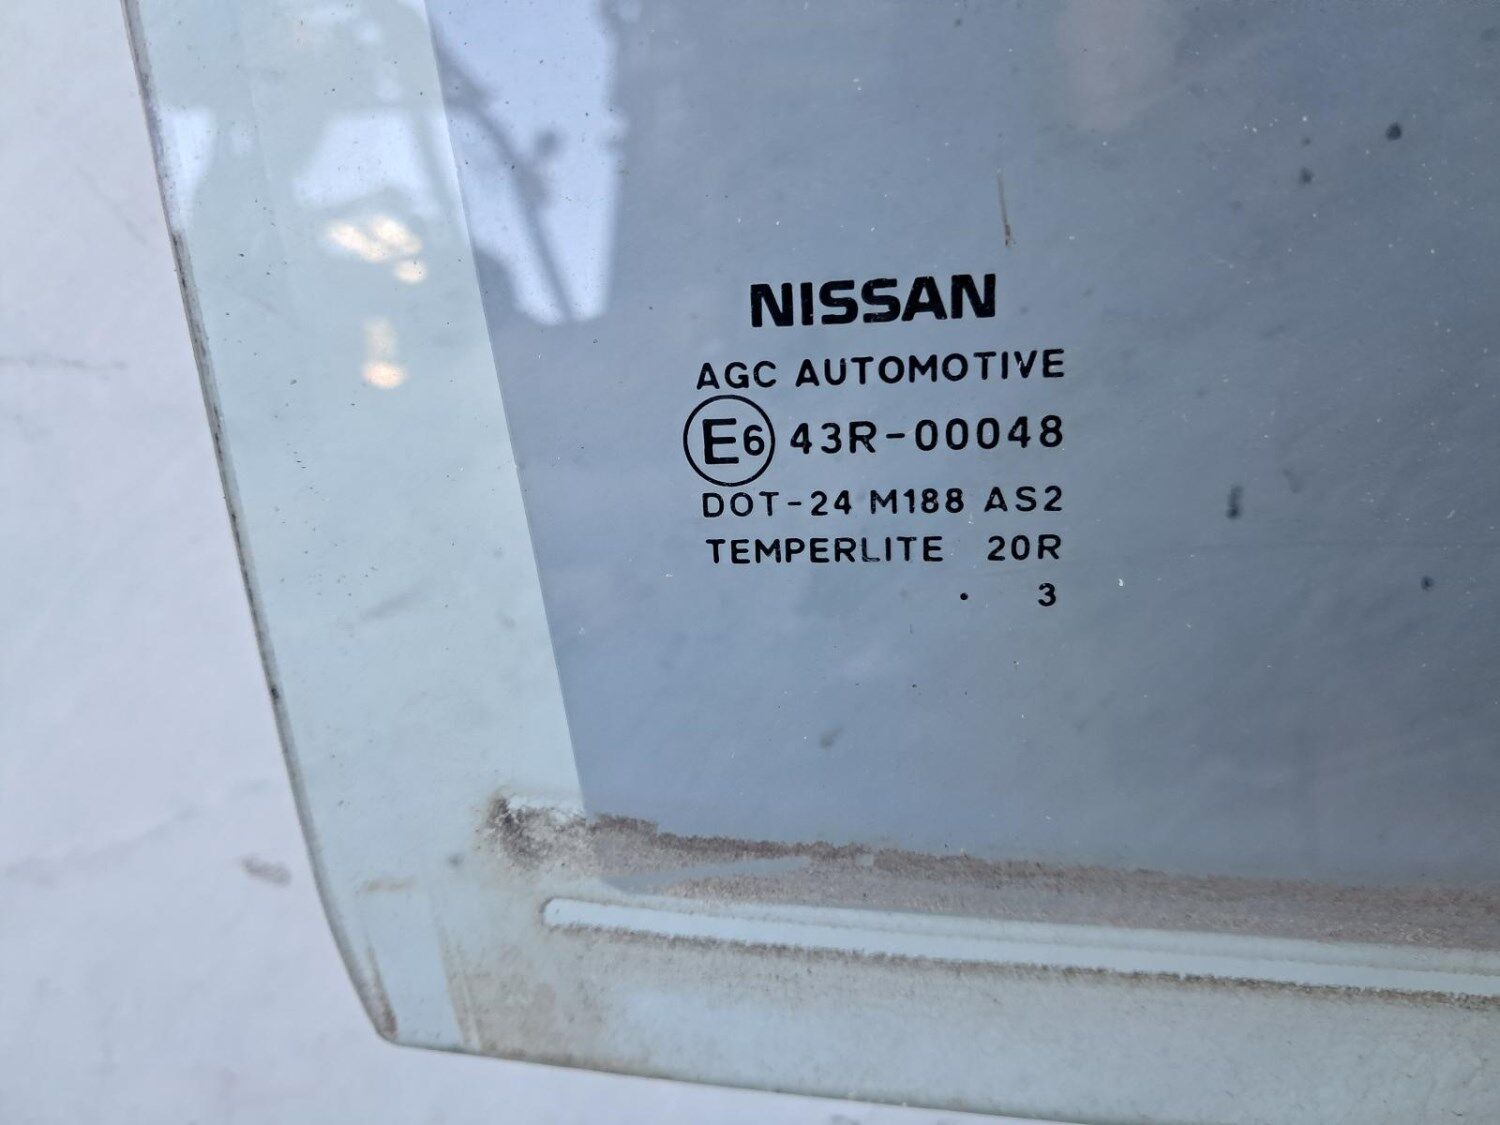 NISSAN
AGC AUTOMOTIVE
E6 43R-00048
DOT-24 M188 AS2
TEMPERLITE 20R
. 3